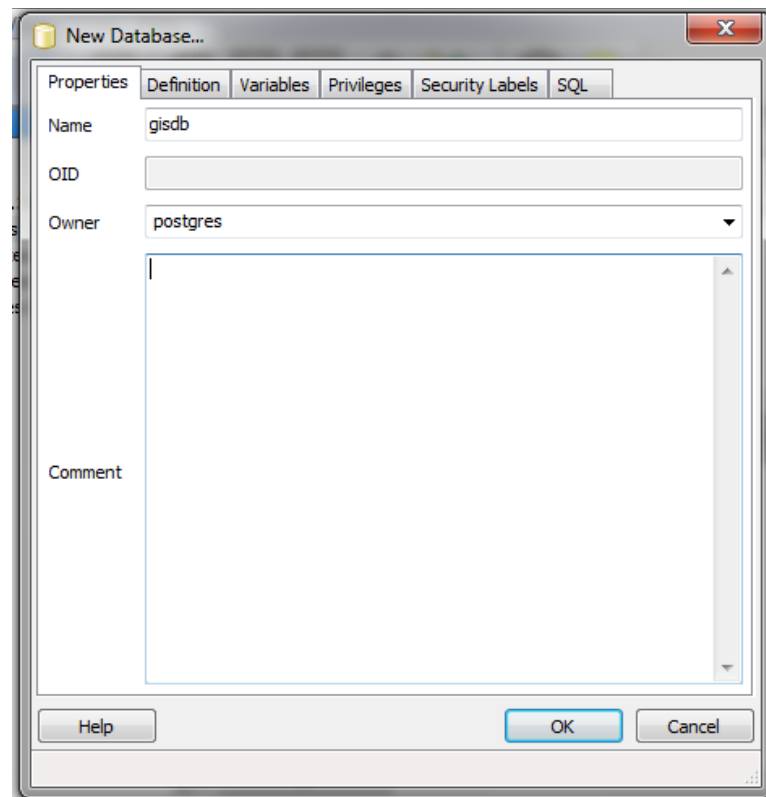 New Database...
Properties Definition Variables Privileges Security Labels SQL
Name gisdb
OID
Owner postgres
Comment
Help OK Cancel